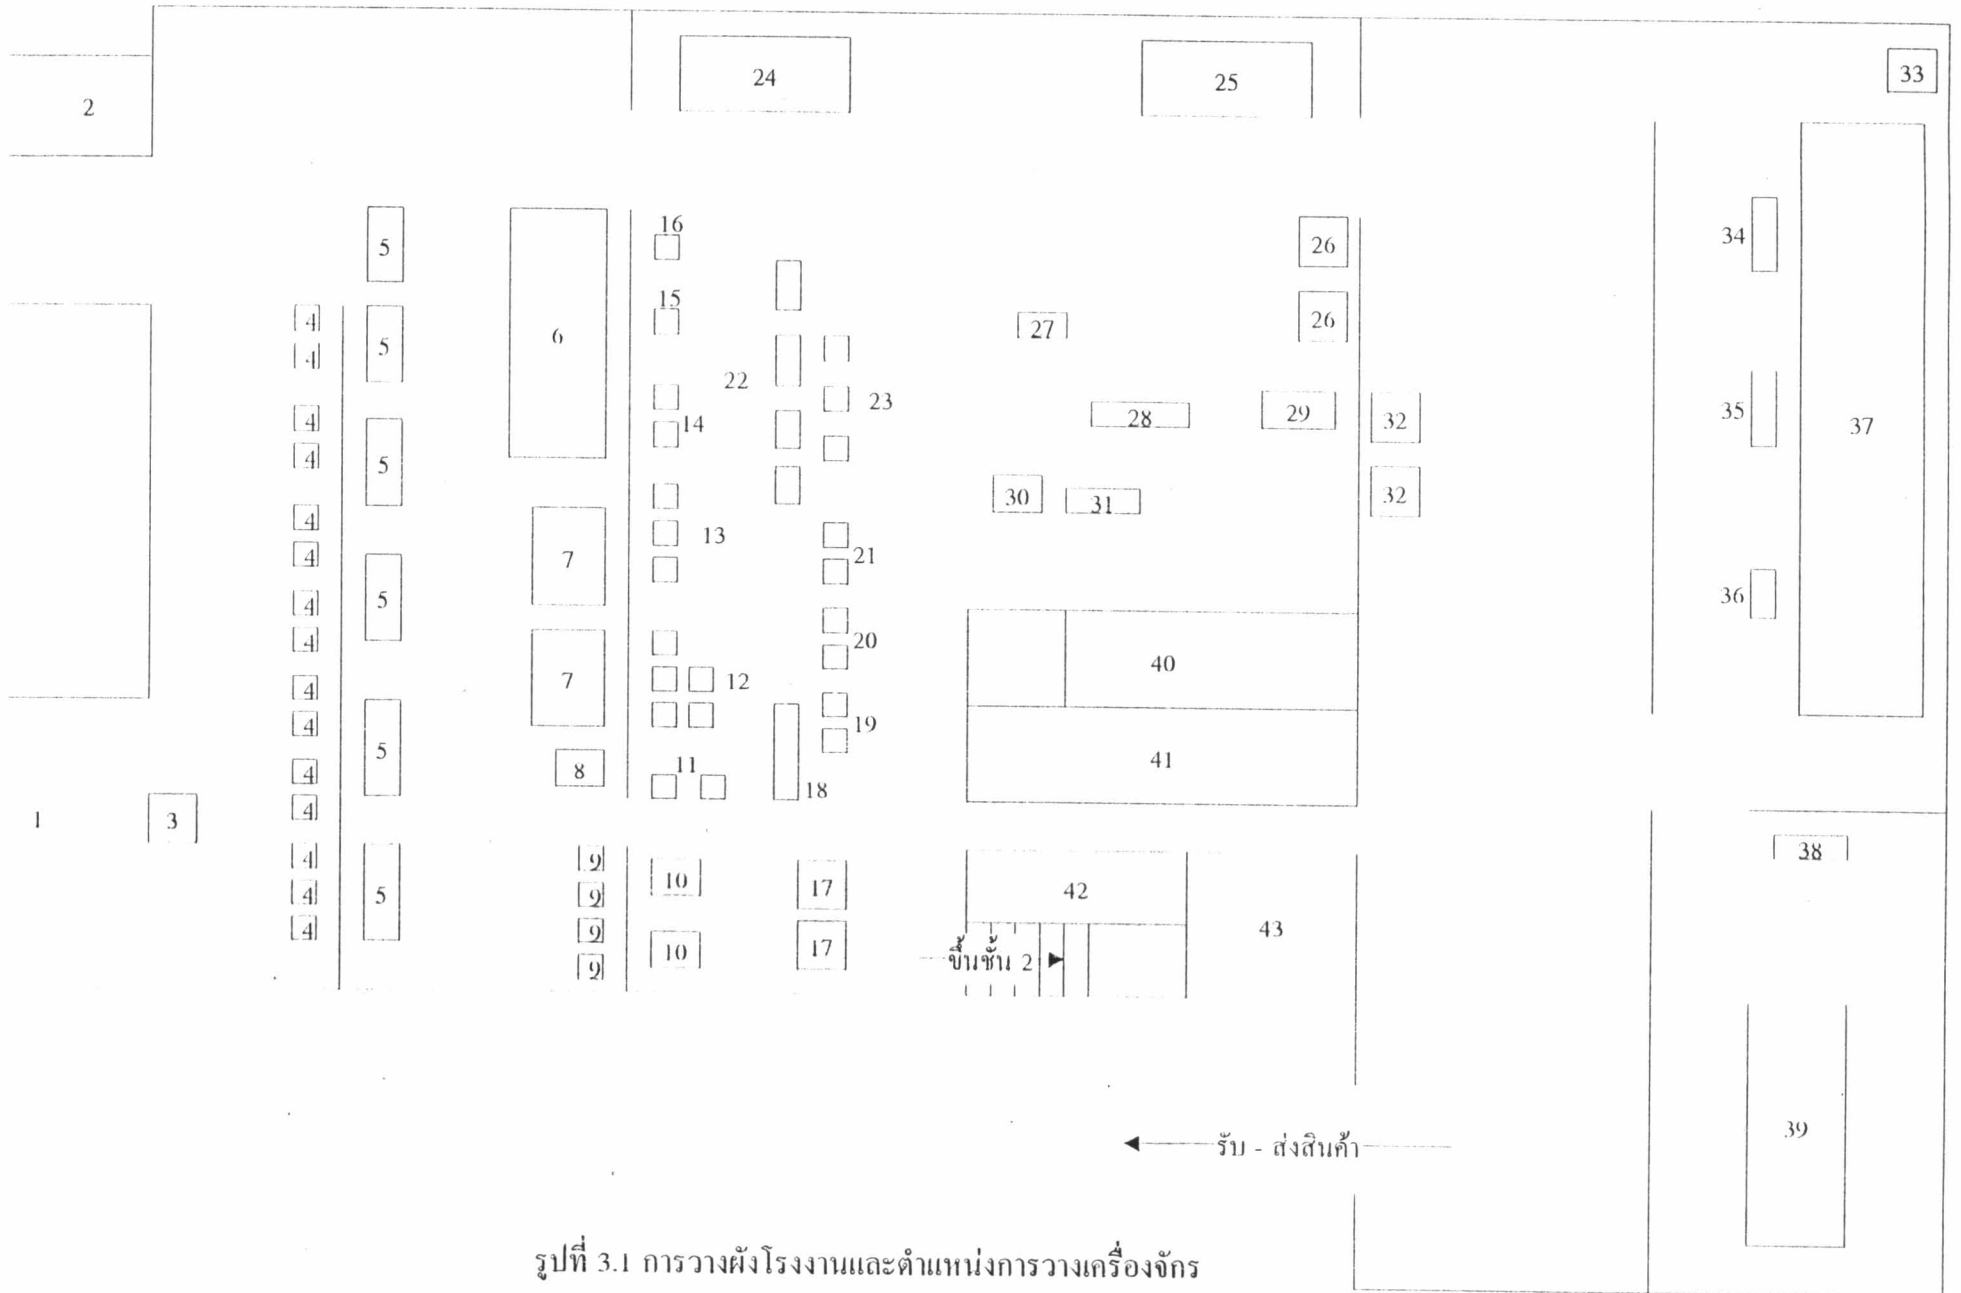 24 25 33
2
16
5 34
26
15
4 5 6 27 26
4
22
4 14 23 28 29 32 35 37
4 5
30 31 32
4 13
4 7 21
4 5 36
4 20
12 40
4 7
4 19
5 41
4 8 11 18
1 3 4
4 9 38
4 5 9 10 17 42
4 9 43
9 10 17 ขึ้นชั้น 2
รับ - ส่งสินค้า
39
รูปที่ 3.1 การวางผังโรงงานและตำแหน่งการวางเครื่องจักร